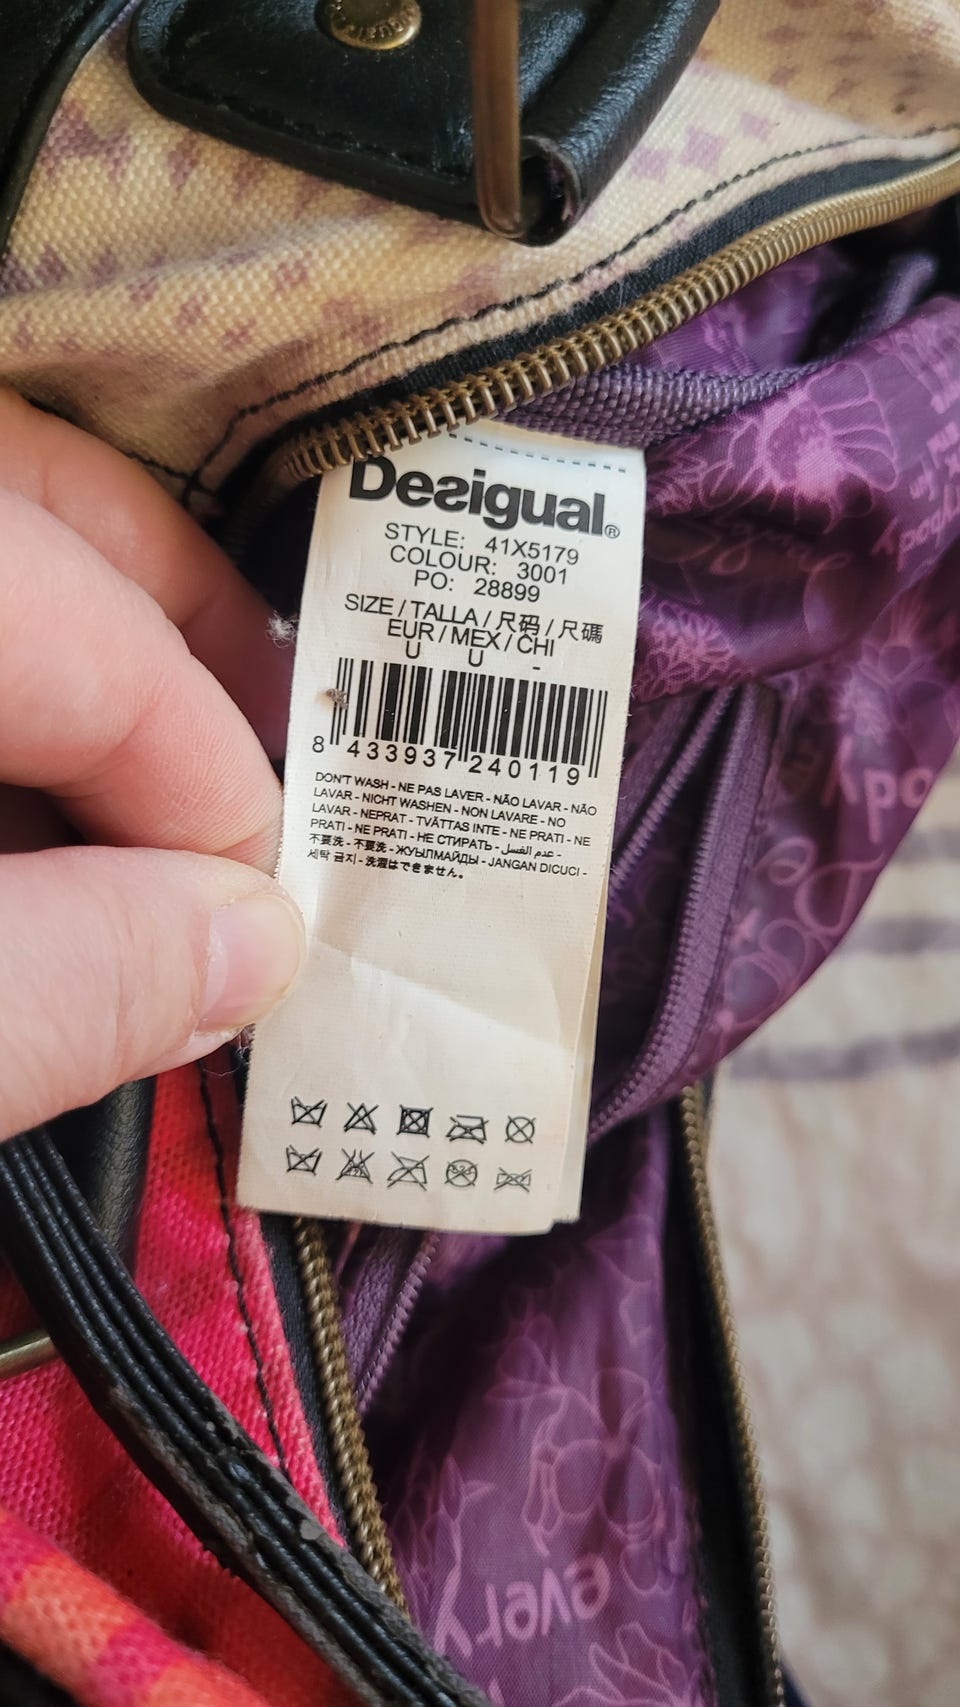 Desigual®
STYLE: 41X5179
COLOUR: 3001
PO: 28899
SIZE / TALLA / 尺码 / 尺碼
EUR / MEX / CHI
U U -
8 433937 240119
DON'T WASH - NE PAS LAVER - NÃO LAVAR - NÃO
LAVAR - NICHT WASHEN - NON LAVARE - NO
LAVAR - NEPRAT - TVÄTTAS INTE - NE PRATI - NE
PRATI - NE PRATI - НЕ СТИРАТЬ - عدم الغسل -
不要洗 - 不要洗 - ЖУЫЛМАЙДЫ - JANGAN DICUCI -
세탁 금지 - 洗濯はできません。
every